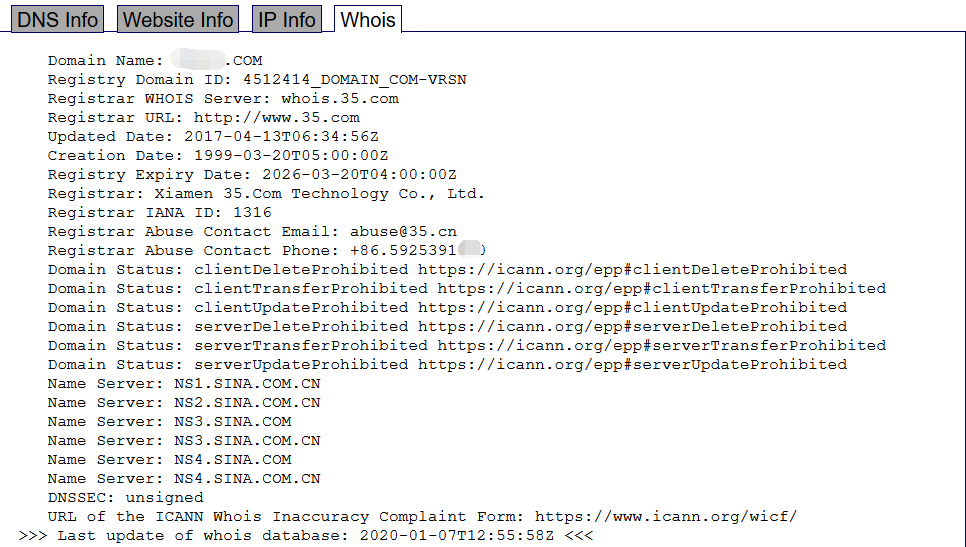 DNS Info Website Info IP Info Whois
Domain Name: .COM
Registry Domain ID: 4512414_DOMAIN_COM-VRSN
Registrar WHOIS Server: whois.35.com
Registrar URL: http://www.35.com
Updated Date: 2017-04-13T06:34:56Z
Creation Date: 1999-03-20T05:00:00Z
Registry Expiry Date: 2026-03-20T04:00:00Z
Registrar: Xiamen 35.Com Technology Co., Ltd.
Registrar IANA ID: 1316
Registrar Abuse Contact Email: abuse@35.cn
Registrar Abuse Contact Phone: +86.5925391
Domain Status: clientDeleteProhibited https://icann.org/epp#clientDeleteProhibited
Domain Status: clientTransferProhibited https://icann.org/epp#clientTransferProhibited
Domain Status: clientUpdateProhibited https://icann.org/epp#clientUpdateProhibited
Domain Status: serverDeleteProhibited https://icann.org/epp#serverDeleteProhibited
Domain Status: serverTransferProhibited https://icann.org/epp#serverTransferProhibited
Domain Status: serverUpdateProhibited https://icann.org/epp#serverUpdateProhibited
Name Server: NS1.SINA.COM.CN
Name Server: NS2.SINA.COM.CN
Name Server: NS3.SINA.COM
Name Server: NS3.SINA.COM.CN
Name Server: NS4.SINA.COM
Name Server: NS4.SINA.COM.CN
DNSSEC: unsigned
URL of the ICANN Whois Inaccuracy Complaint Form: https://www.icann.org/wicf/
>>> Last update of whois database: 2020-01-07T12:55:58Z <<<